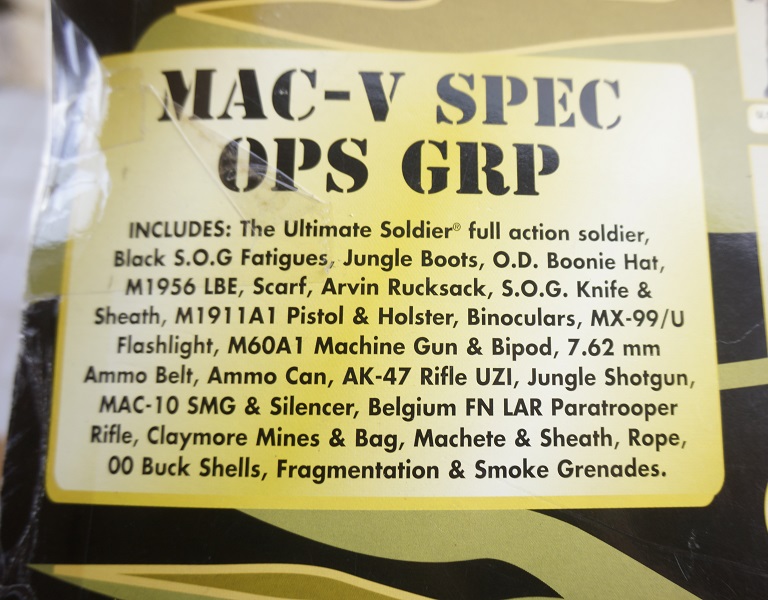 MAC-V SPEC
OPS GRP
INCLUDES: The Ultimate Soldier® full action soldier,
Black S.O.G Fatigues, Jungle Boots, O.D. Boonie Hat,
M1956 LBE, Scarf, Arvin Rucksack, S.O.G. Knife &
Sheath, M1911A1 Pistol & Holster, Binoculars, MX-99/U
Flashlight, M60A1 Machine Gun & Bipod, 7.62 mm
Ammo Belt, Ammo Can, AK-47 Rifle UZI, Jungle Shotgun,
MAC-10 SMG & Silencer, Belgium FN LAR Paratrooper
Rifle, Claymore Mines & Bag, Machete & Sheath, Rope,
00 Buck Shells, Fragmentation & Smoke Grenades.